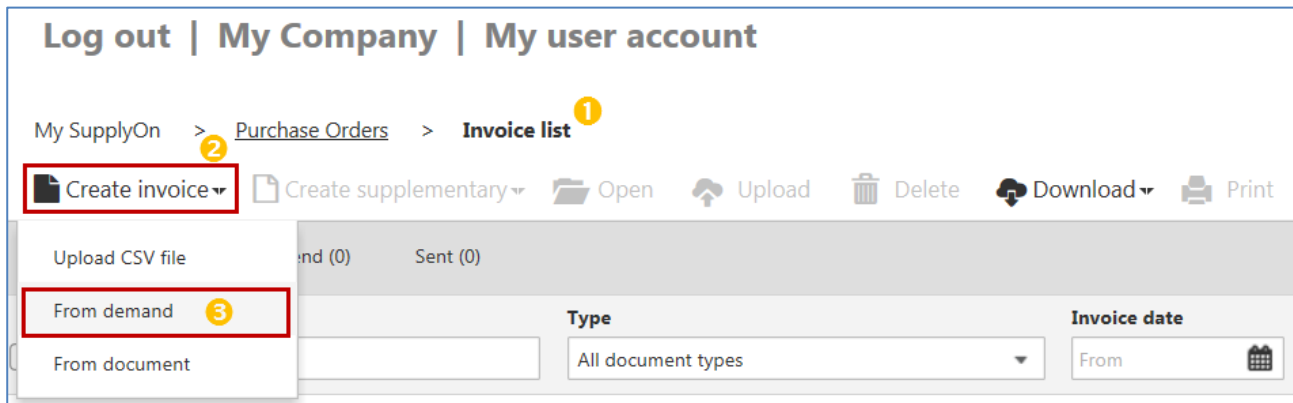 Log out | My Company | My user account
1
My SupplyOn > Purchase Orders > Invoice list
2
Create invoice Create supplementary Open Upload Delete Download Print
Upload CSV file end (0) Sent (0)
From demand 3
Type Invoice date
From document All document types From